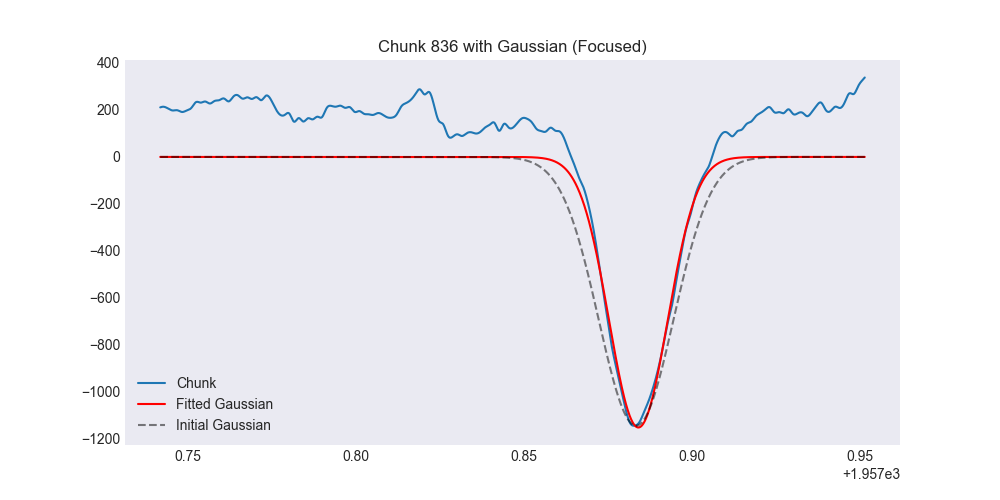 Chunk 836 with Gaussian (Focused)
400
200
0
−200
−400
−600
−800
−1000
−1200
Chunk
Fitted Gaussian
Initial Gaussian
0.75 0.80 0.85 0.90 0.95
+1.957e3